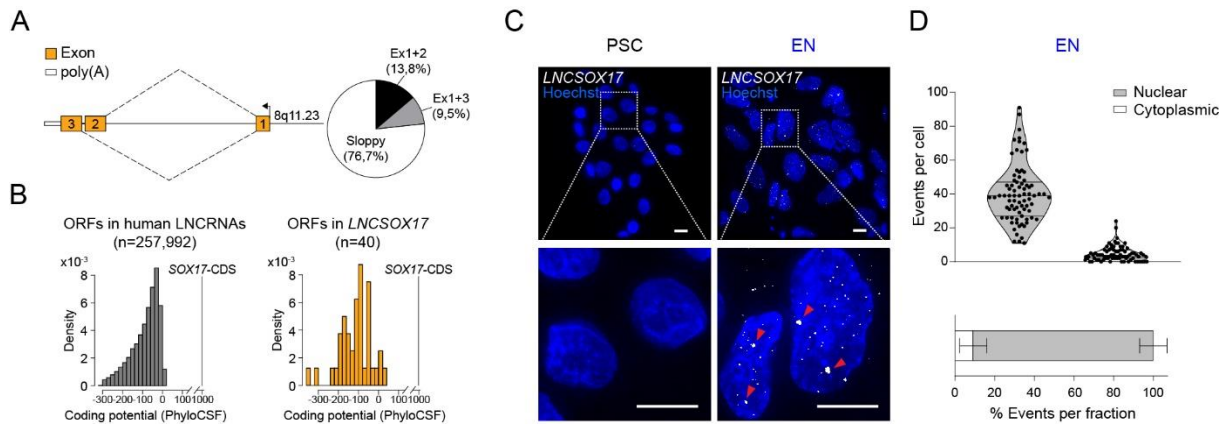 A
Exon
poly(A)
3
2
1
8q11.23
Ex1+2
(13,8%)
Ex1+3
(9,5%)
Sloppy
(76,7%)
B
ORFs in human LNCRNAs
(n=257,992)
x10-3
SOX17-CDS
8
6
4
2
0
Density
-300
-200
-100
0
100
1000
Coding potential (PhyloCSF)
ORFs in LNCSOX17
(n=40)
x10-3
SOX17-CDS
8
6
4
2
0
Density
-300
-200
-100
0
100
1000
Coding potential (PhyloCSF)
C
PSC
EN
LNCSOX17
Hoechst
LNCSOX17
Hoechst
D
EN
Nuclear
Cytoplasmic
Events per cell
100
80
60
40
20
0
0
20
40
60
80
100
% Events per fraction